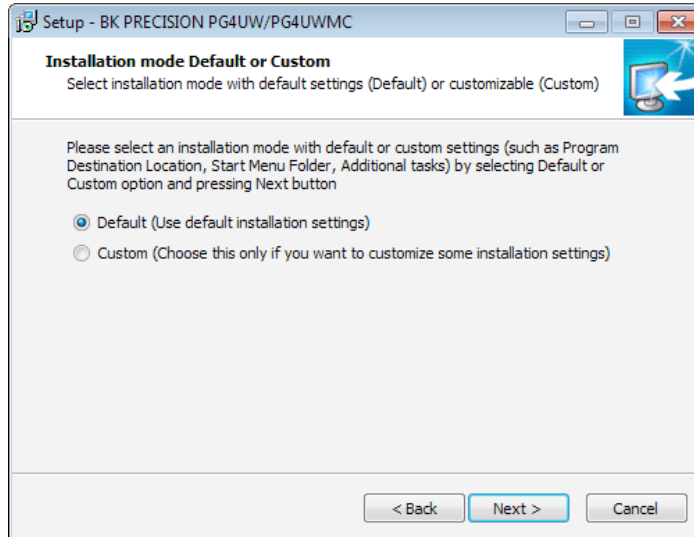 Setup - BK PRECISION PG4UW/PG4UWMC
Installation mode Default or Custom
Select installation mode with default settings (Default) or customizable (Custom)
Please select an installation mode with default or custom settings (such as Program
Destination Location, Start Menu Folder, Additional tasks) by selecting Default or
Custom option and pressing Next button
Default (Use default installation settings)
Custom (Choose this only if you want to customize some installation settings)
< Back Next > Cancel